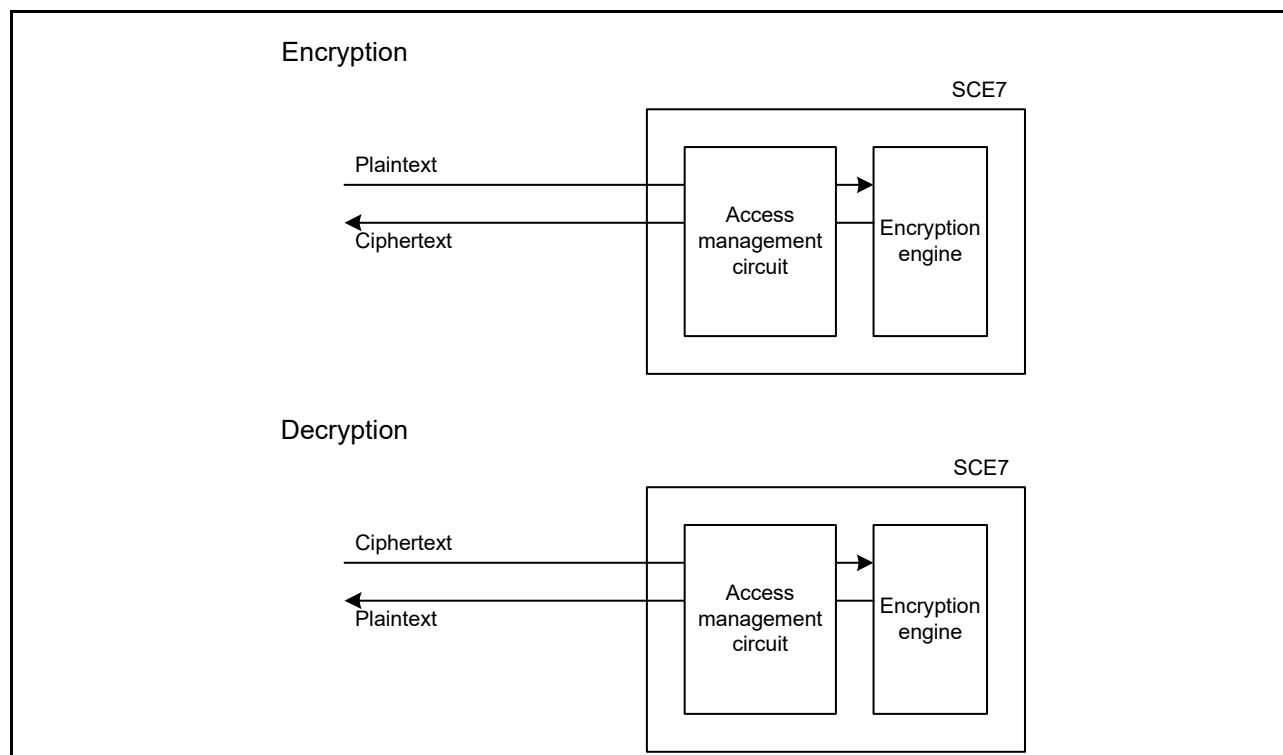 Encryption
SCE7
Plaintext
Ciphertext
Access
management
circuit
Encryption
engine
Decryption
SCE7
Ciphertext
Plaintext
Access
management
circuit
Encryption
engine